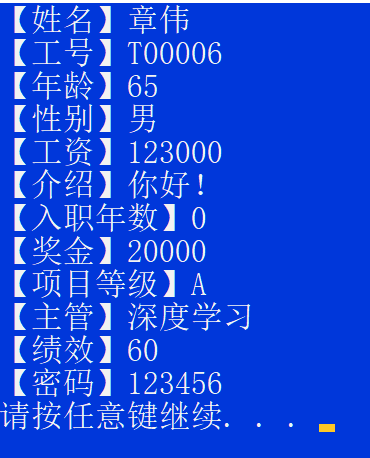 【姓名】章伟
【工号】T00006
【年龄】65
【性别】男
【工资】123000
【介绍】你好!
【入职年数】0
【奖金】20000
【项目等级】A
【主管】深度学习
【绩效】60
【密码】123456
请按任意键继续. . .